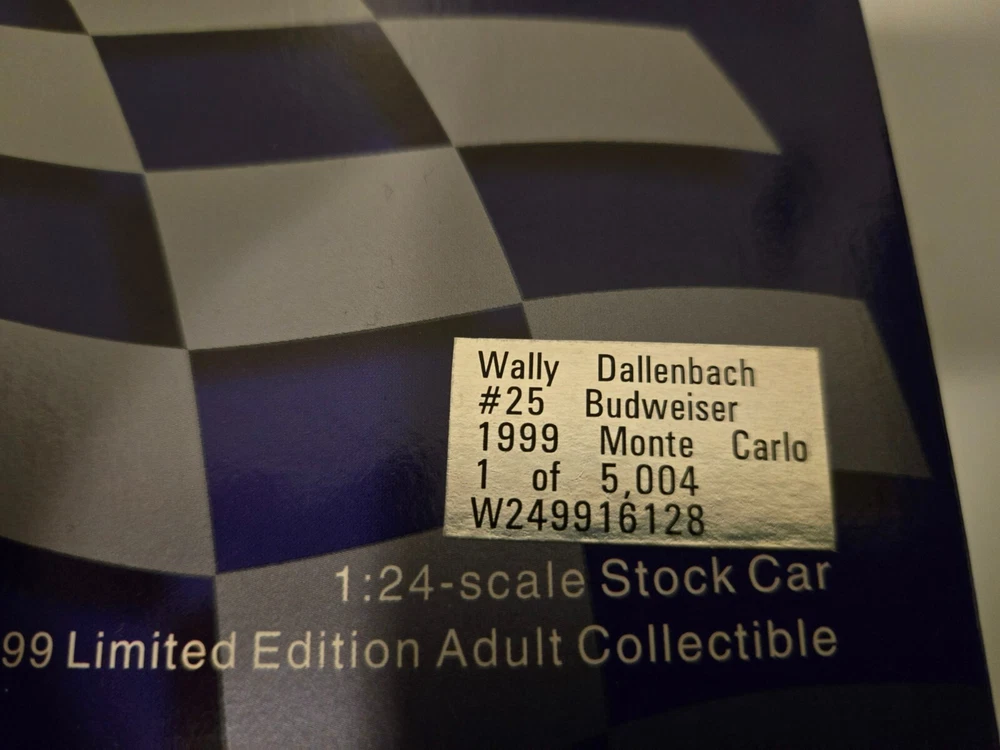 Wally Dallenbach
#25 Budweiser
1999 Monte Carlo
1 of 5,004
W249916128
1:24-scale Stock Car
99 Limited Edition Adult Collectible